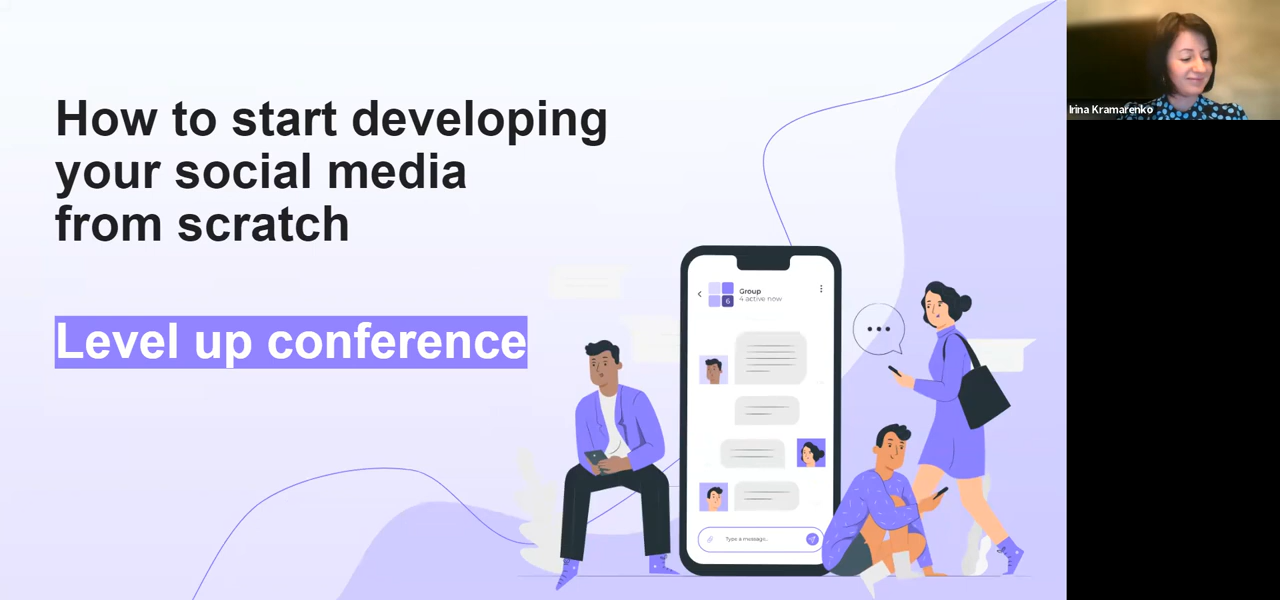 How to start developing
your social media
from scratch
Level up conference
Irina Kramarenko
Group
4 active now
6
Type a message..